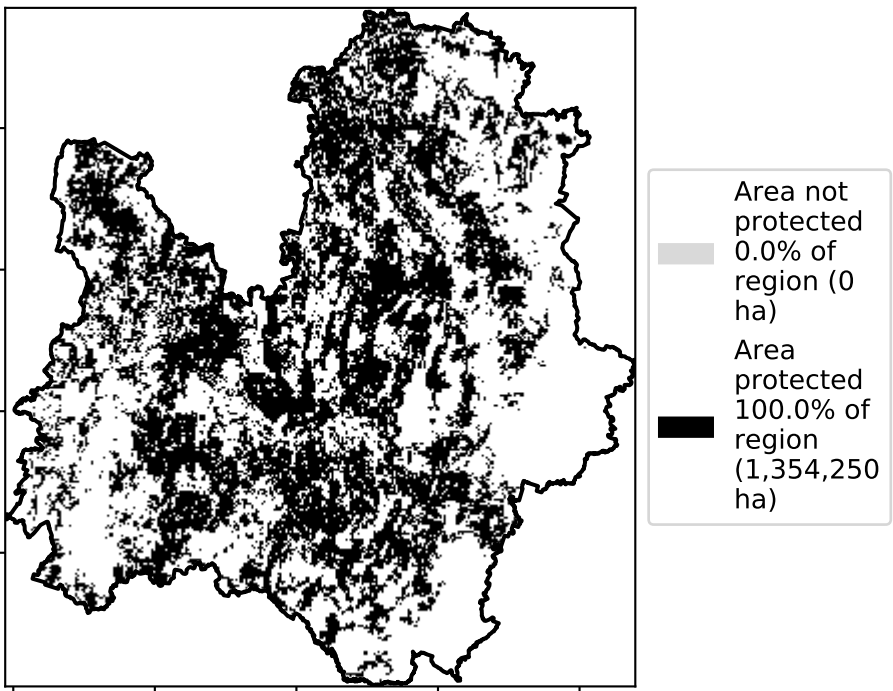 Area not
protected
0.0% of
region (0
ha)
Area
protected
100.0% of
region
(1,354,250
ha)